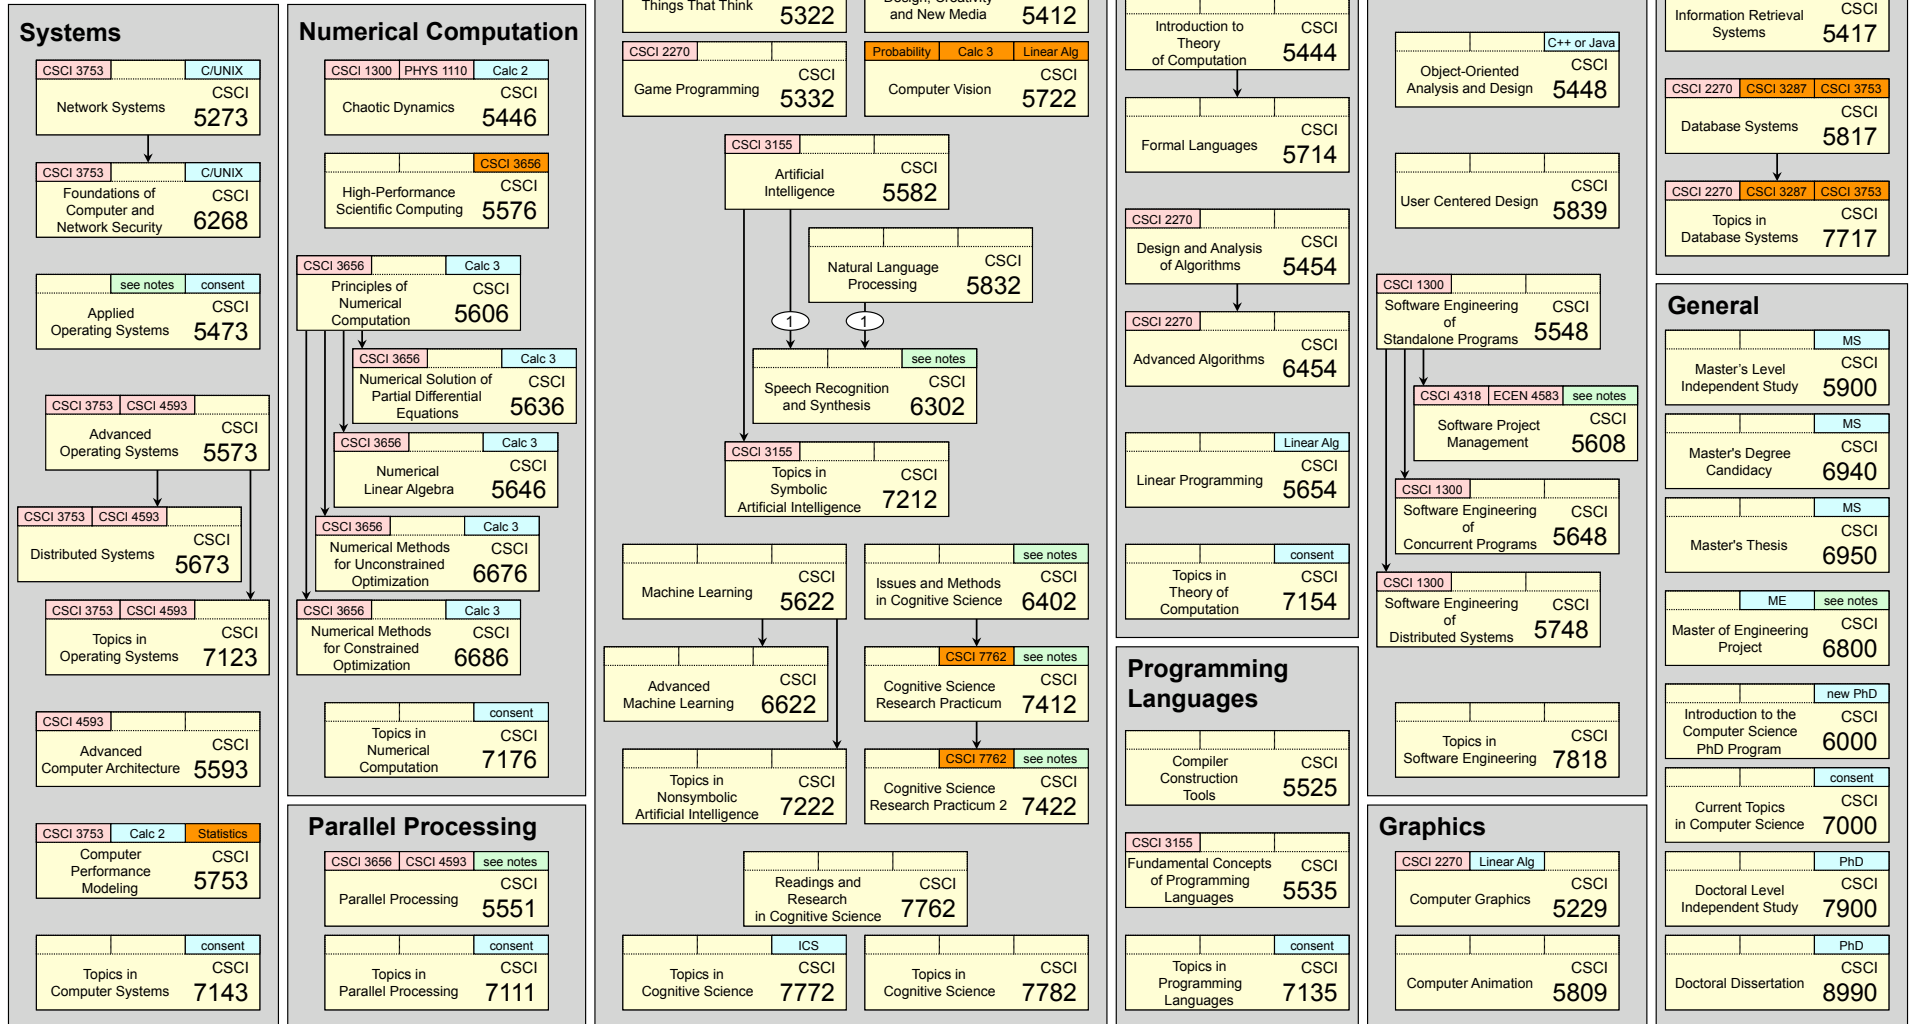 Systems
CSCI 3753 C/UNIX
Network Systems
CSCI
5273
CSCI 3753 C/UNIX
Foundations of
Computer and
Network Security
CSCI
6268
see notes consent
Applied
Operating Systems
CSCI
5473
CSCI 3753 CSCI 4593
Advanced
Operating Systems
CSCI
5573
CSCI 3753 CSCI 4593
Distributed Systems
CSCI
5673
CSCI 3753 CSCI 4593
Topics in
Operating Systems
CSCI
7123
CSCI 4593
Advanced
Computer Architecture
CSCI
5593
CSCI 3753 Calc 2 Statistics
Computer
Performance
Modeling
CSCI
5753
consent
Topics in
Computer Systems
CSCI
7143
Numerical Computation
CSCI 1300 PHYS 1110 Calc 2
Chaotic Dynamics
CSCI
5446
CSCI 3656
High-Performance
Scientific Computing
CSCI
5576
CSCI 3656 Calc 3
Principles of
Numerical
Computation
CSCI
5606
CSCI 3656 Calc 3
Numerical Solution of
Partial Differential
Equations
CSCI
5636
CSCI 3656 Calc 3
Numerical
Linear Algebra
CSCI
5646
CSCI 3656 Calc 3
Numerical Methods
for Unconstrained
Optimization
CSCI
6676
CSCI 3656 Calc 3
Numerical Methods
for Constrained
Optimization
CSCI
6686
consent
Topics in
Numerical
Computation
CSCI
7176
Parallel Processing
CSCI 3656 CSCI 4593 see notes
Parallel Processing
CSCI
5551
consent
Topics in
Parallel Processing
CSCI
7111
Things That Think
5322
Design, Creativity
and New Media
5412
CSCI 2270
Game Programming
CSCI
5332
Probability Calc 3 Linear Alg
Computer Vision
CSCI
5722
CSCI 3155
Artificial
Intelligence
CSCI
5582
Natural Language
Processing
CSCI
5832
1
1
see notes
Speech Recognition
and Synthesis
CSCI
6302
CSCI 3155
Topics in
Symbolic
Artificial Intelligence
CSCI
7212
Machine Learning
CSCI
5622
see notes
Issues and Methods
in Cognitive Science
CSCI
6402
Advanced
Machine Learning
CSCI
6622
CSCI 7762 see notes
Cognitive Science
Research Practicum
CSCI
7412
Topics in
Nonsymbolic
Artificial Intelligence
CSCI
7222
CSCI 7762 see notes
Cognitive Science
Research Practicum 2
CSCI
7422
Readings and
Research
in Cognitive Science
CSCI
7762
ICS
Topics in
Cognitive Science
CSCI
7772
Topics in
Cognitive Science
CSCI
7782
Introduction to
Theory
of Computation
CSCI
5444
Formal Languages
CSCI
5714
CSCI 2270
Design and Analysis
of Algorithms
CSCI
5454
CSCI 2270
Advanced Algorithms
CSCI
6454
Linear Alg
Linear Programming
CSCI
5654
consent
Topics in
Theory of
Computation
CSCI
7154
Programming
Languages
Compiler
Construction
Tools
CSCI
5525
CSCI 3155
Fundamental Concepts
of Programming
Languages
CSCI
5535
consent
Topics in
Programming
Languages
CSCI
7135
C++ or Java
Object-Oriented
Analysis and Design
CSCI
5448
User Centered Design
CSCI
5839
CSCI 1300
Software Engineering
of
Standalone Programs
CSCI
5548
CSCI 4318 ECEN 4583 see notes
Software Project
Management
CSCI
5608
CSCI 1300
Software Engineering
of
Concurrent Programs
CSCI
5648
CSCI 1300
Software Engineering
of
Distributed Systems
CSCI
5748
Topics in
Software Engineering
CSCI
7818
Graphics
CSCI 2270 Linear Alg
Computer Graphics
CSCI
5229
Computer Animation
CSCI
5809
Information Retrieval
Systems
CSCI
5417
CSCI 2270 CSCI 3287 CSCI 3753
Database Systems
CSCI
5817
CSCI 2270 CSCI 3287 CSCI 3753
Topics in
Database Systems
CSCI
7717
General
MS
Master's Level
Independent Study
CSCI
5900
MS
Master's Degree
Candidacy
CSCI
6940
MS
Master's Thesis
CSCI
6950
ME see notes
Master of Engineering
Project
CSCI
6800
new PhD
Introduction to the
Computer Science
PhD Program
CSCI
6000
consent
Current Topics
in Computer Science
CSCI
7000
PhD
Doctoral Level
Independent Study
CSCI
7900
PhD
Doctoral Dissertation
CSCI
8990